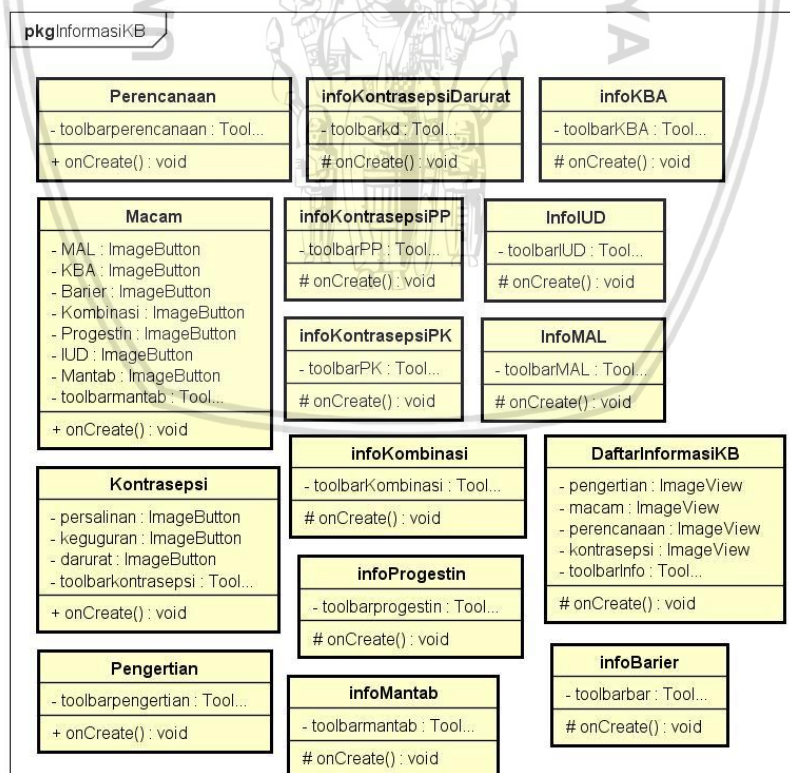 pkgInformasiKB
Perencanaan
- toolbarperencanaan : Tool...
+ onCreate() : void
infoKontrasepsiDarurat
- toolbarkd : Tool...
# onCreate() : void
infoKBA
- toolbarKBA : Tool...
# onCreate() : void
Macam
- MAL : ImageButton
- KBA : ImageButton
- Barier : ImageButton
- Kombinasi : ImageButton
- Progestin : ImageButton
- IUD : ImageButton
- Mantab : ImageButton
- toolbarmantab : Tool...
+ onCreate() : void
infoKontrasepsiPP
- toolbarPP : Tool...
# onCreate() : void
InfoIUD
- toolbarIUD : Tool...
# onCreate() : void
infoKontrasepsiPK
- toolbarPK : Tool...
# onCreate() : void
InfoMAL
- toolbarMAL : Tool...
# onCreate() : void
infoKombinasi
- toolbarKombinasi : Tool...
# onCreate() : void
DaftarInformasiKB
- pengertian : ImageView
- macam : ImageView
- perencanaan : ImageView
- kontrasepsi : ImageView
- toolbarInfo : Tool...
# onCreate() : void
Kontrasepsi
- persalinan : ImageButton
- keguguran : ImageButton
- darurat : ImageButton
- toolbarkontrasepsi : Tool...
+ onCreate() : void
infoProgestin
- toolbarprogestin : Tool...
# onCreate() : void
Pengertian
- toolbarpengertian : Tool...
+ onCreate() : void
infoMantab
- toolbarmantab : Tool...
# onCreate() : void
infoBarier
- toolbarbar : Tool...
# onCreate() : void